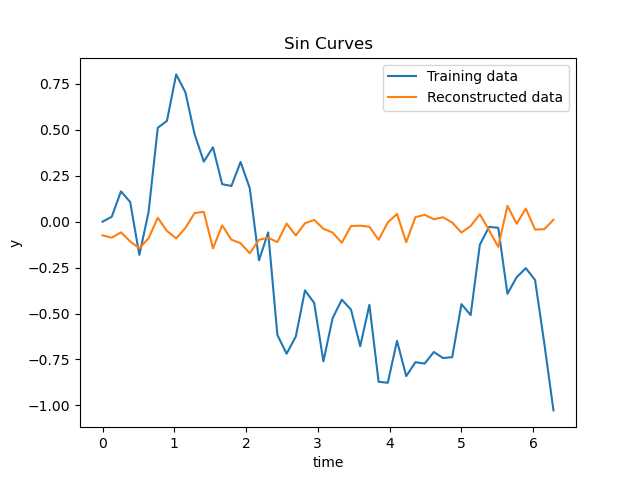 Sin Curves
Training data
Reconstructed data
0.75
0.50
0.25
0.00
−0.25
−0.50
−0.75
−1.00
y
0 1 2 3 4 5 6
time